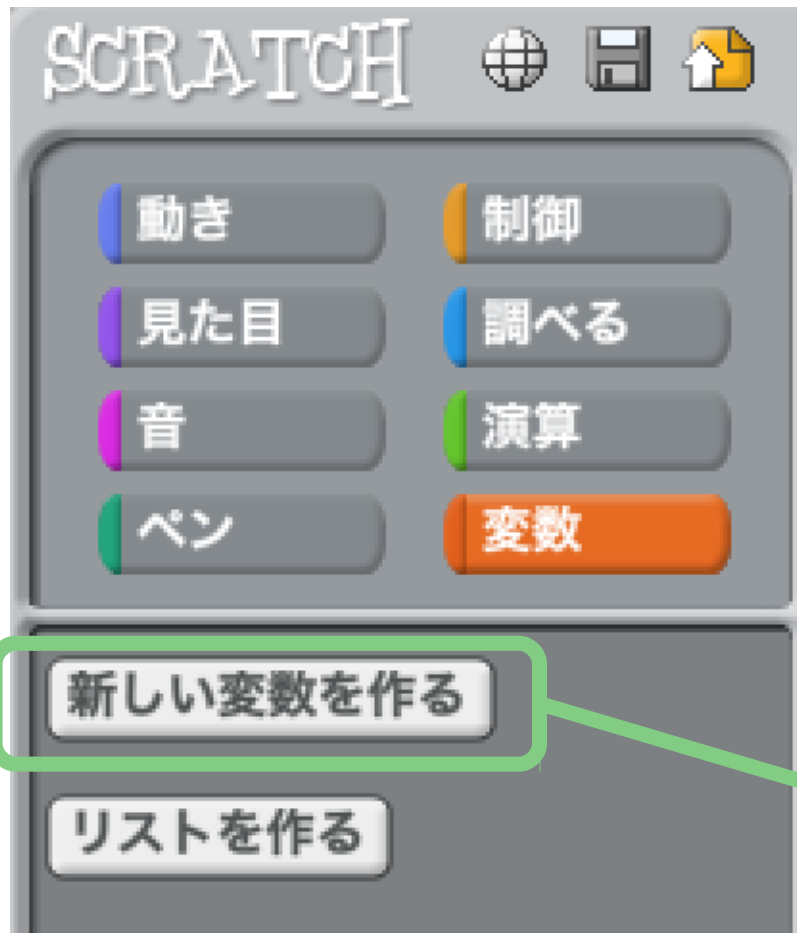 SCRATCH
動き 制御
見た目 調べる
音 演算
ペン 変数
新しい変数を作る
リストを作る